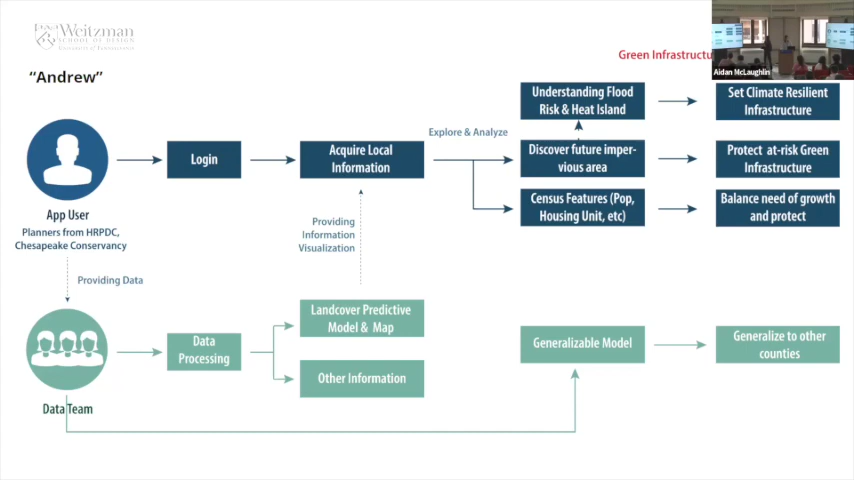 Weitzman
SCHOOL OF DESIGN
University of Pennsylvania
Green Infrastructu
Aidan McLaughlin
“Andrew”
Understanding Flood
Risk & Heat Island
Set Climate Resilient
Infrastructure
Explore & Analyze
Login
Acquire Local
Information
Discover future imper-
vious area
Protect at-risk Green
Infrastructure
Census Features (Pop,
Housing Unit, etc)
Balance need of growth
and protect
App User
Planners from HRPDC,
Chesapeake Conservancy
Providing
Information
Visualization
Providing Data
Landcover Predictive
Model & Map
Data
Processing
Other Information
Generalizable Model
Generalize to other
counties
Data Team